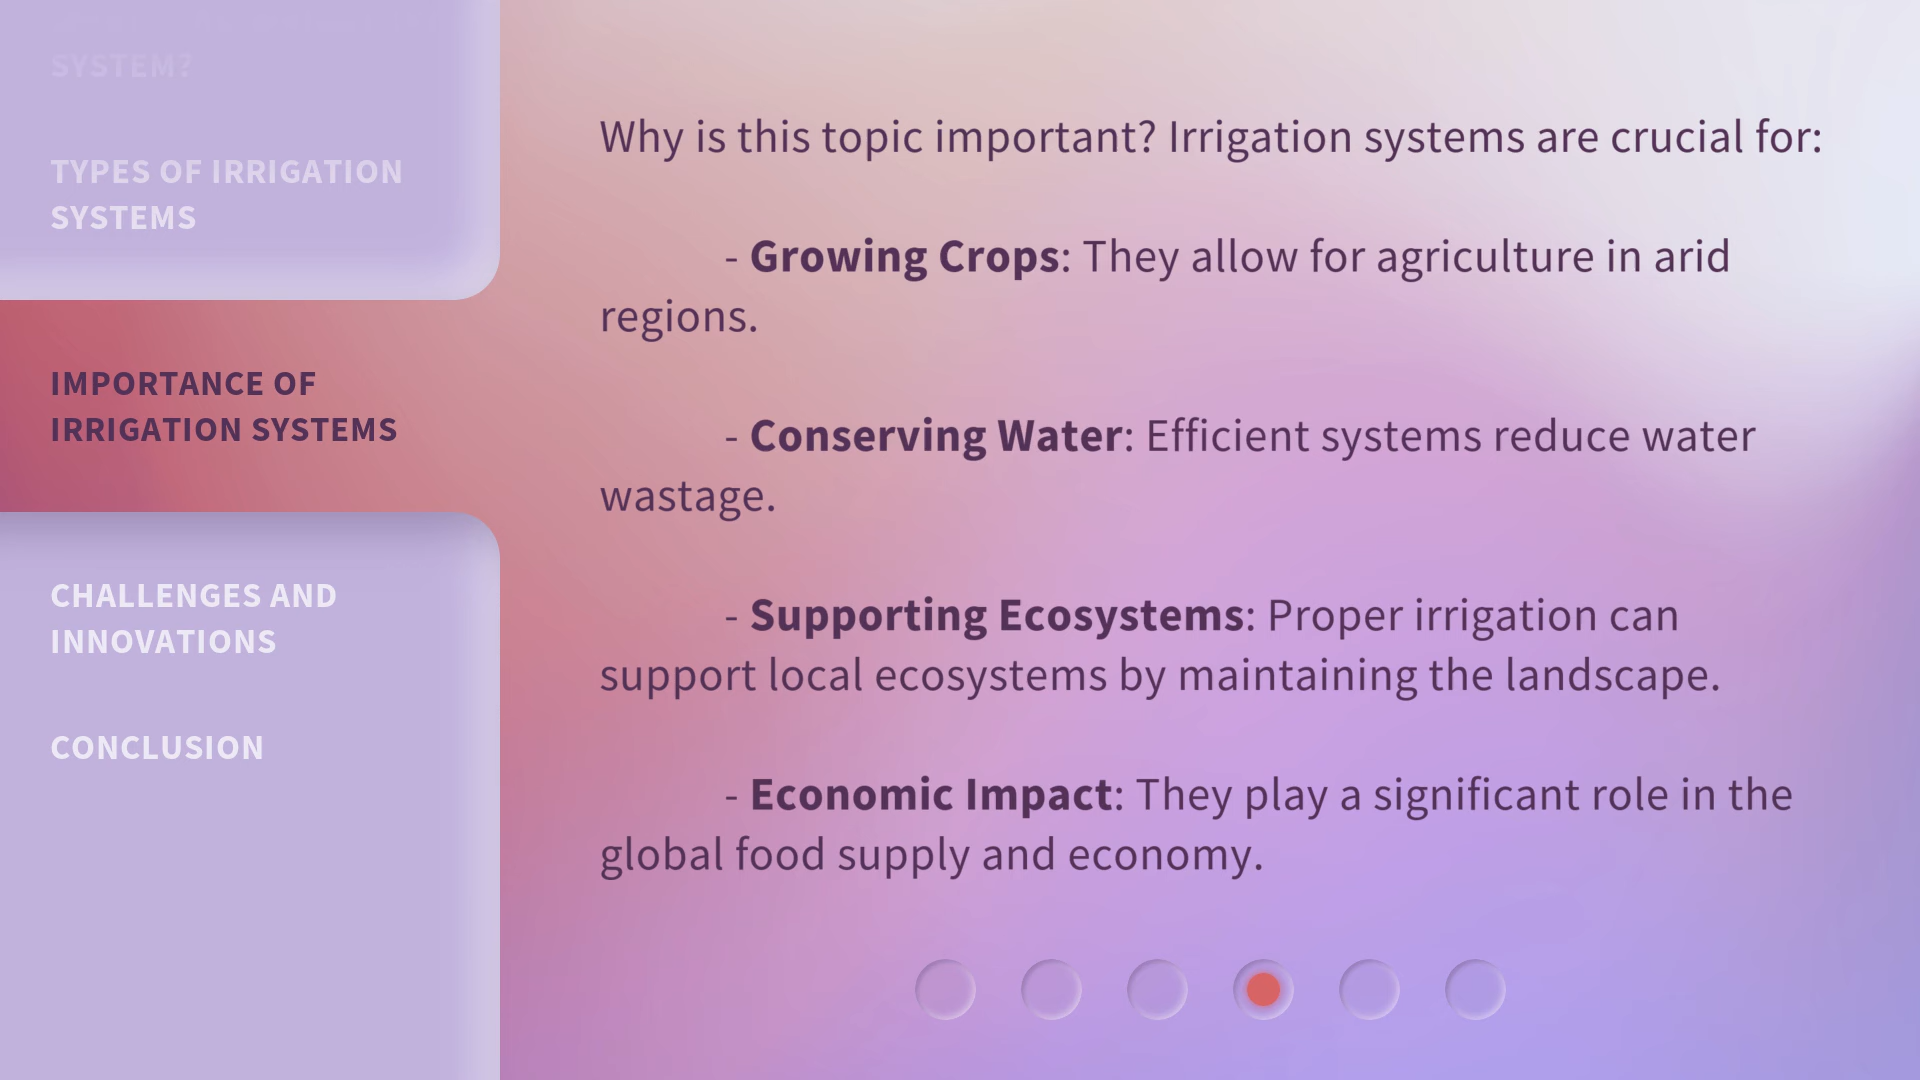 SYSTEM?
TYPES OF IRRIGATION
SYSTEMS
IMPORTANCE OF
IRRIGATION SYSTEMS
CHALLENGES AND
INNOVATIONS
CONCLUSION
Why is this topic important? Irrigation systems are crucial for:
- Growing Crops: They allow for agriculture in arid
regions.
- Conserving Water: Efficient systems reduce water
wastage.
- Supporting Ecosystems: Proper irrigation can
support local ecosystems by maintaining the landscape.
- Economic Impact: They play a significant role in the
global food supply and economy.